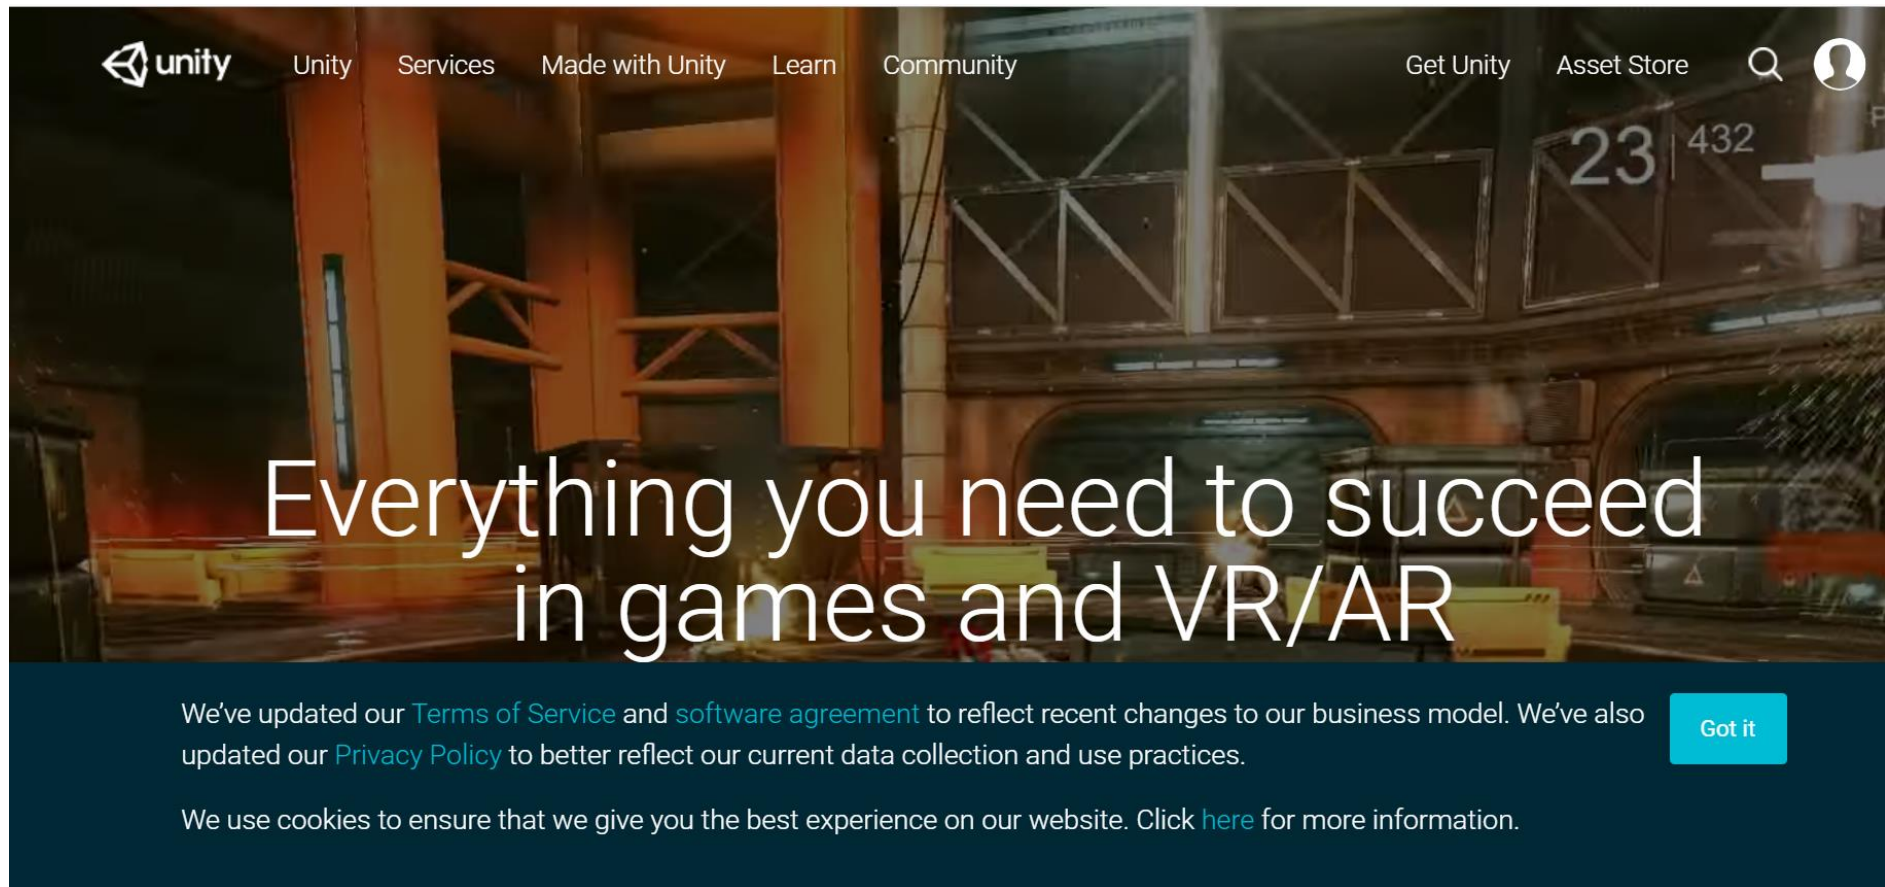 unity Unity Services Made with Unity Learn Community Get Unity Asset Store
23 | 432
P
Everything you need to succeed
in games and VR/AR
We've updated our Terms of Service and software agreement to reflect recent changes to our business model. We've also
updated our Privacy Policy to better reflect our current data collection and use practices.
Got it
We use cookies to ensure that we give you the best experience on our website. Click here for more information.